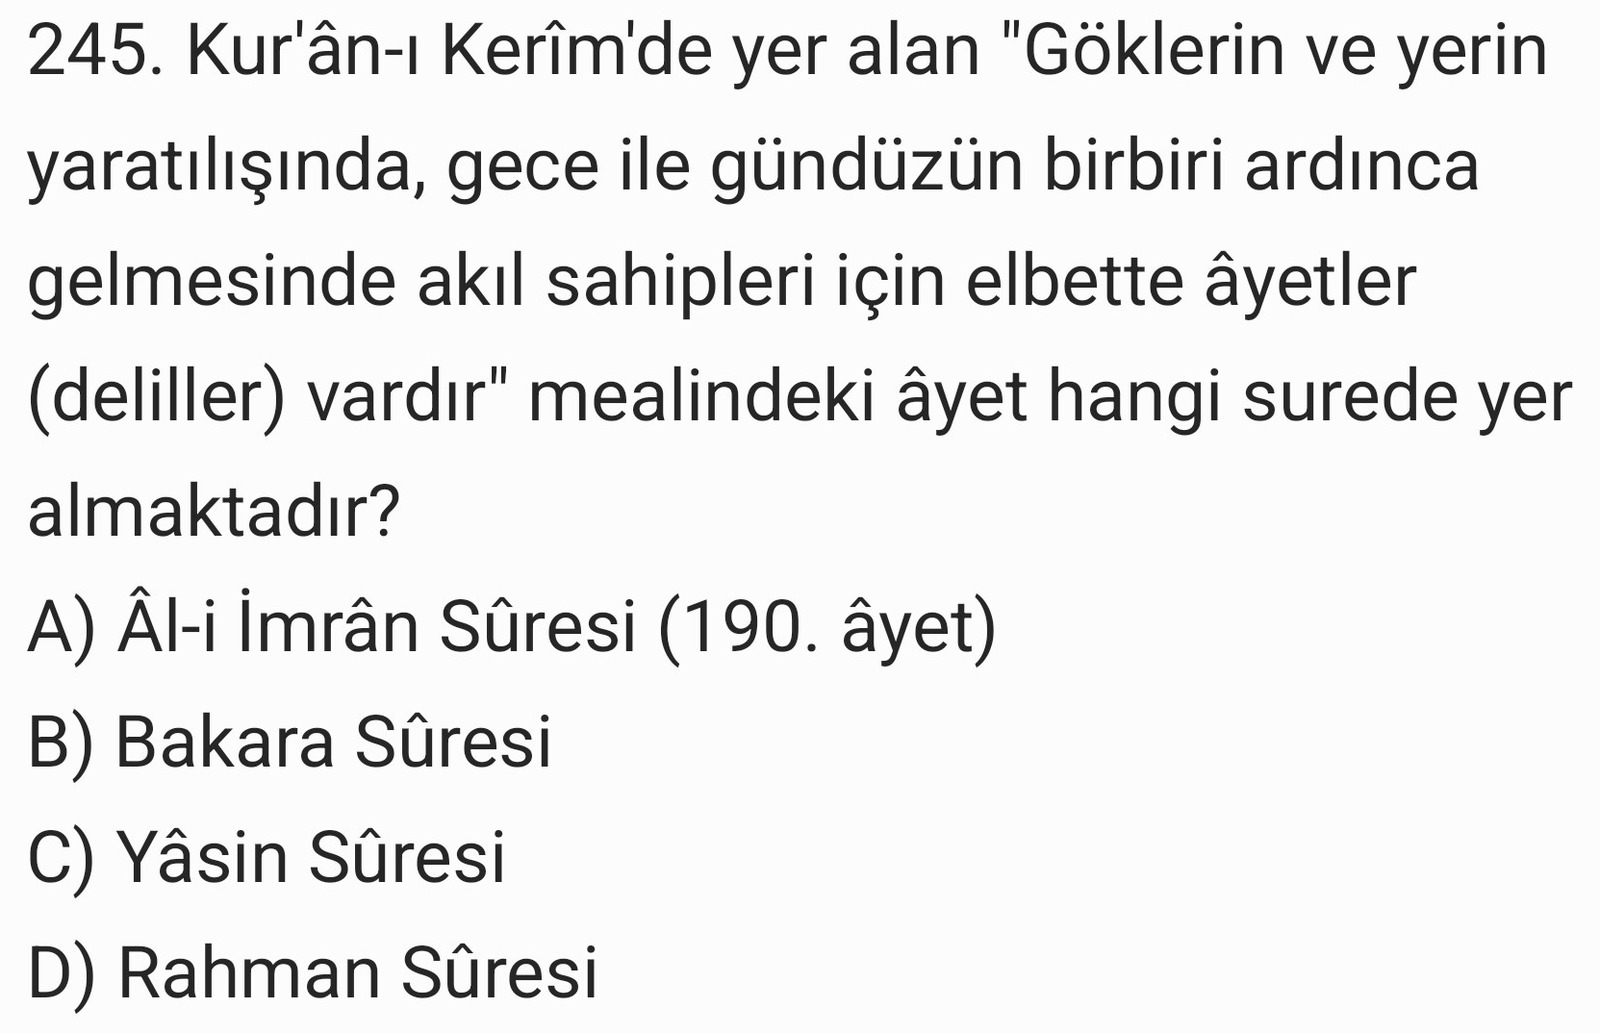 245. Kur'ân-ı Kerîm'de yer alan "Göklerin ve yerin
yaratılışında, gece ile gündüzün birbiri ardınca
gelmesinde akıl sahipleri için elbette âyetler
(deliller) vardır" mealindeki âyet hangi surede yer
almaktadır?
A) Âl-i İmrân Sûresi (190. âyet)
B) Bakara Sûresi
C) Yâsin Sûresi
D) Rahman Sûresi